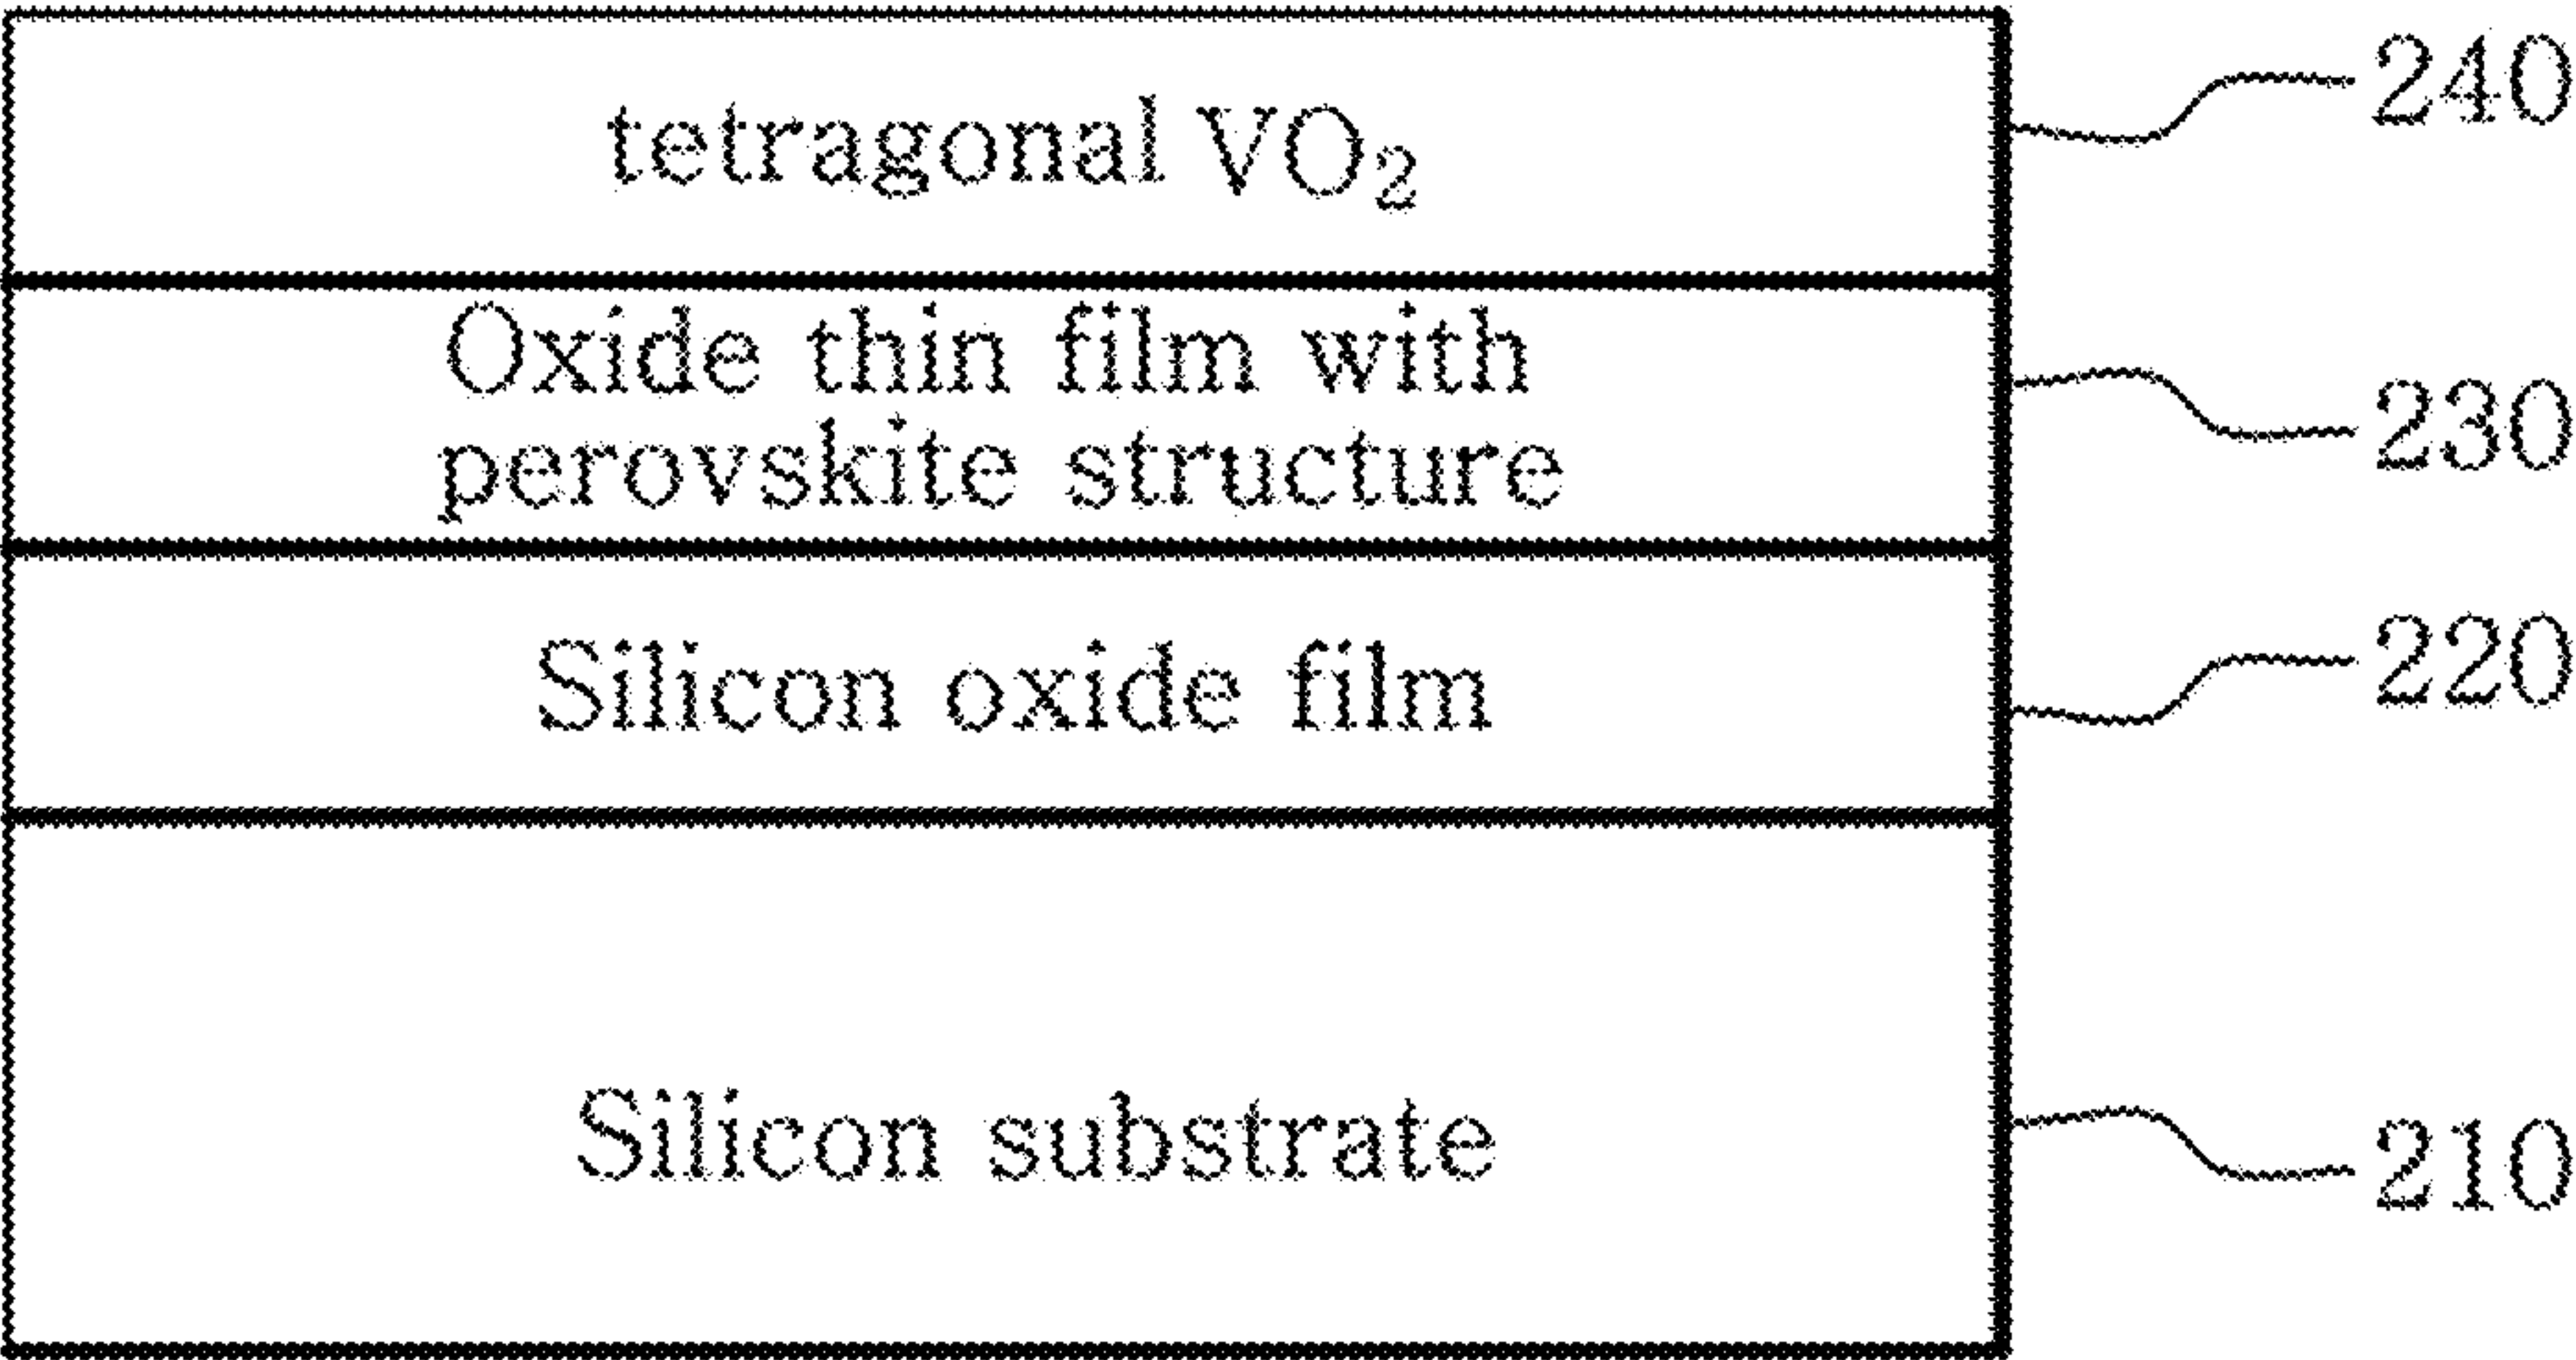 tetragonal VO₂
240
Oxide thin film with
perovskite structure
230
Silicon oxide film
220
Silicon substrate
210